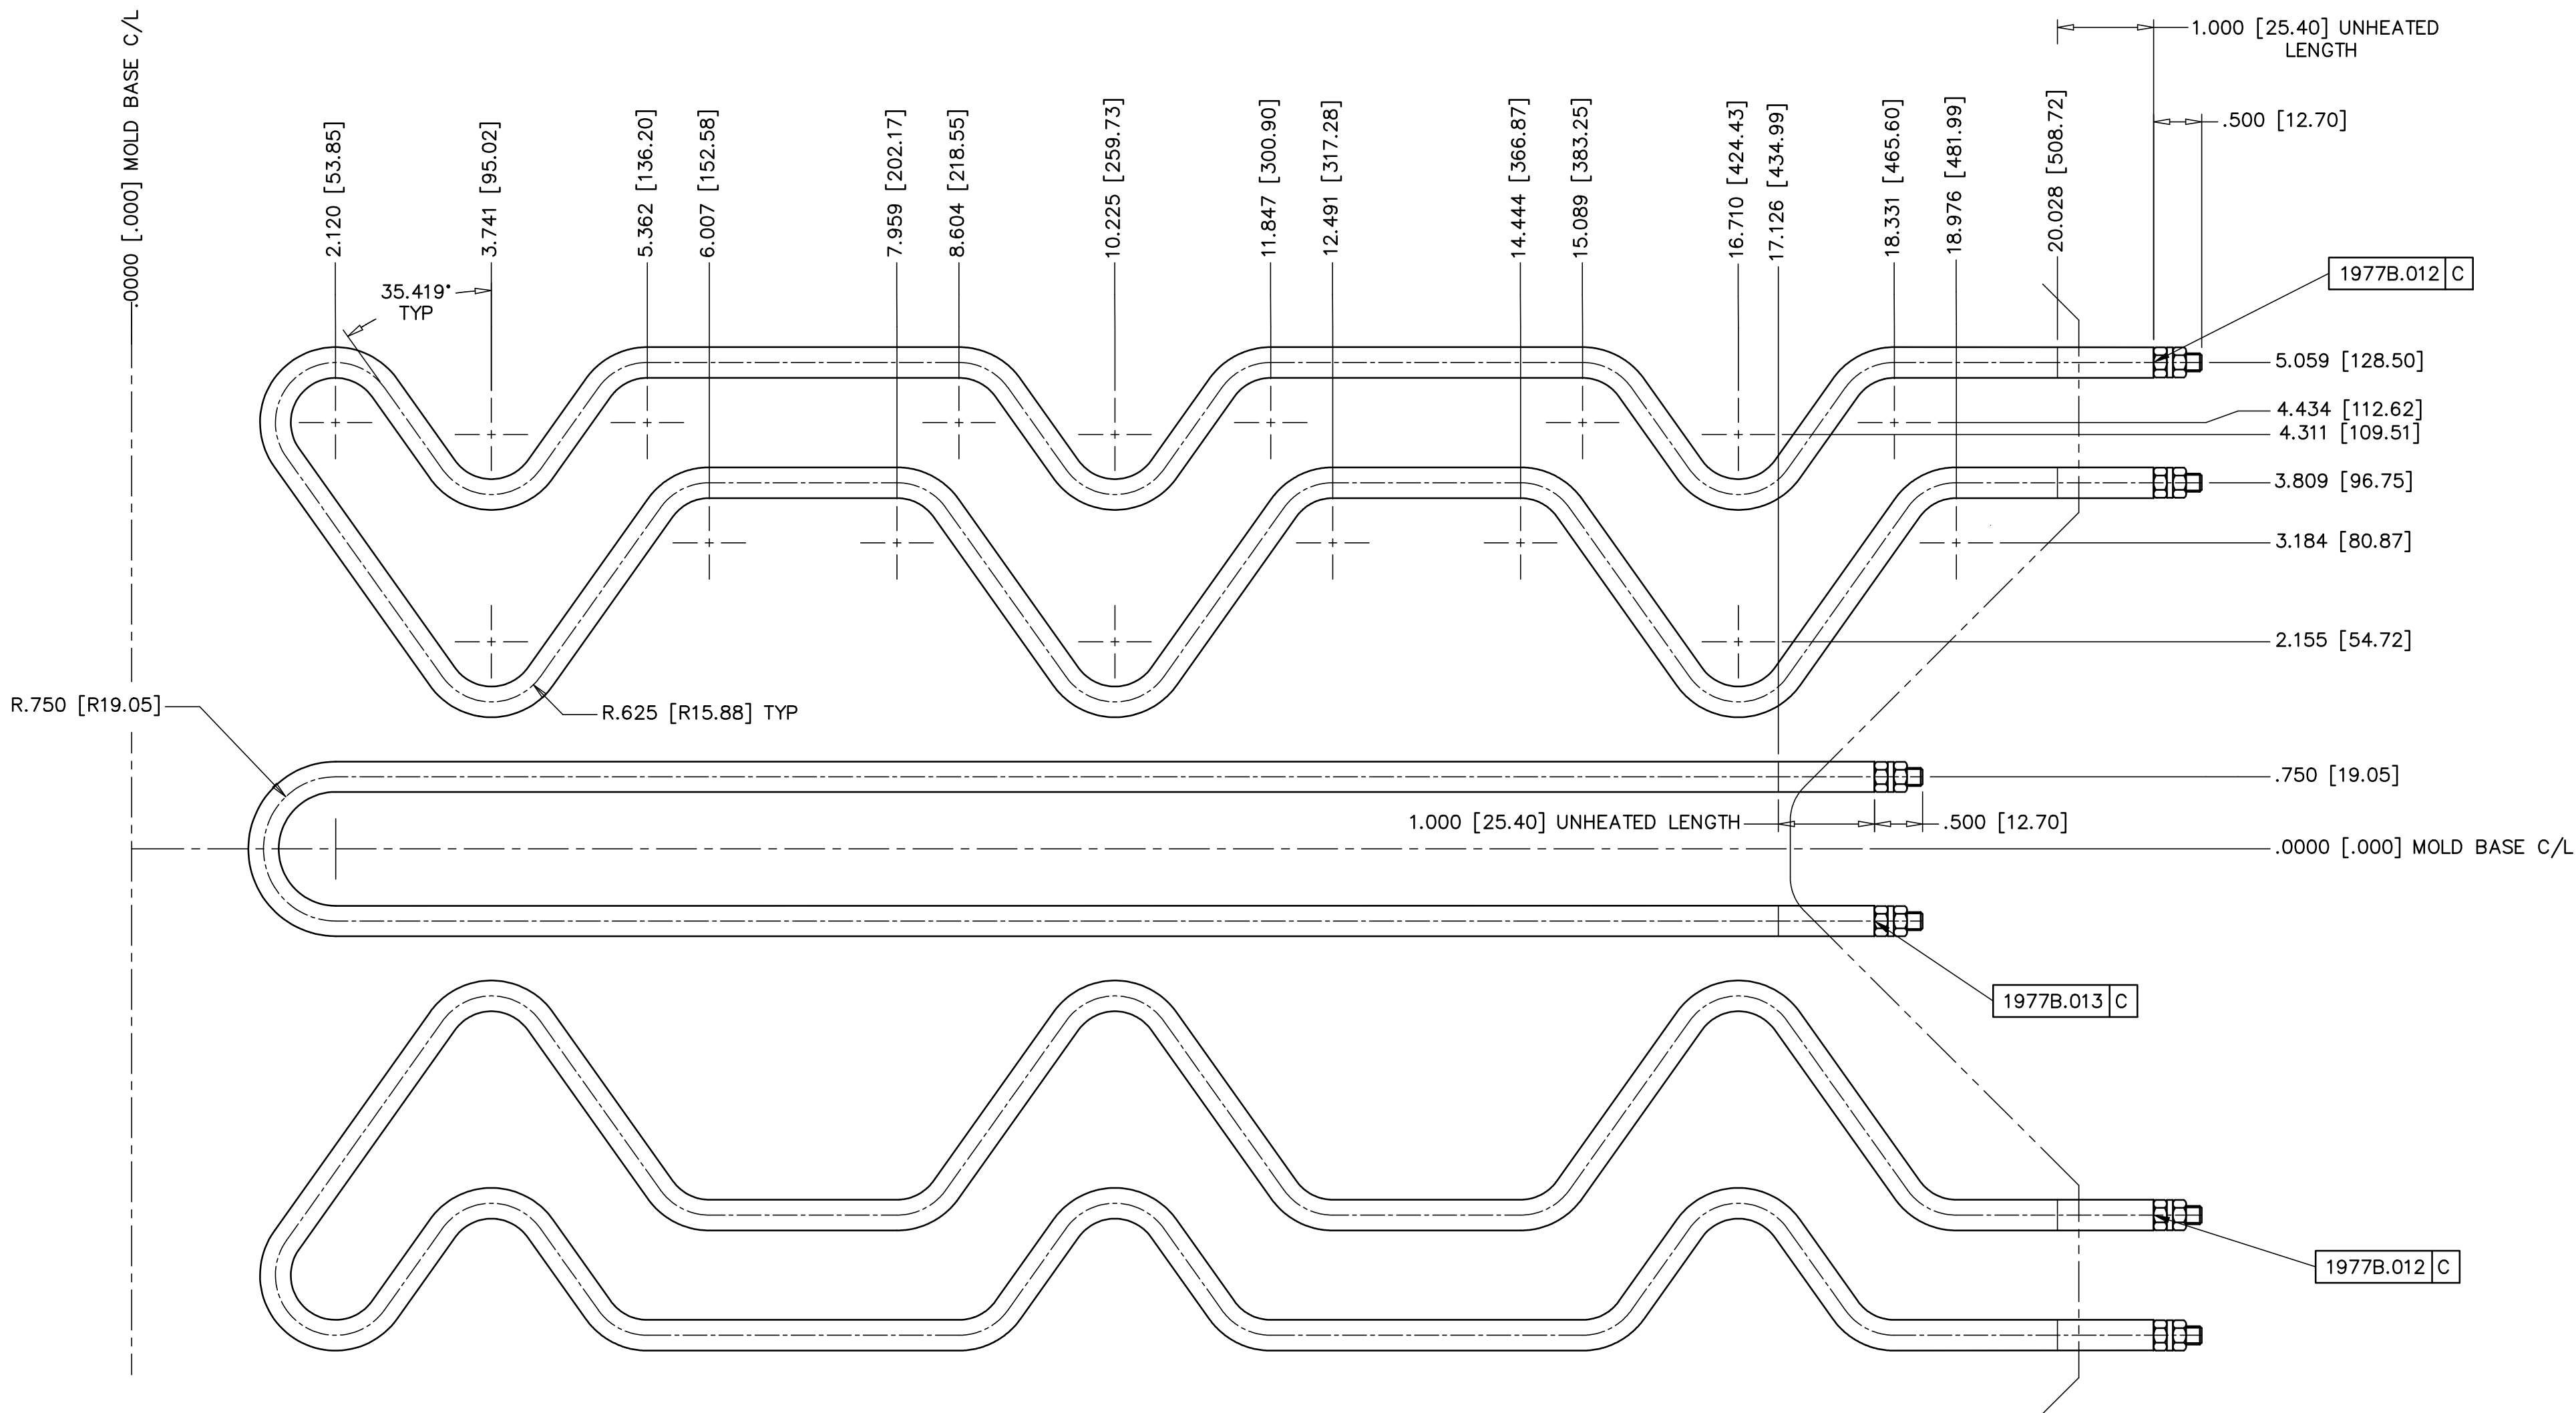 .0000 [.000] MOLD BASE C/L
2.120 [53.85]
3.741 [95.02]
5.362 [136.20]
6.007 [152.58]
7.959 [202.17]
8.604 [218.55]
10.225 [259.73]
11.847 [300.90]
12.491 [317.28]
14.444 [366.87]
15.089 [383.25]
16.710 [424.43]
17.126 [434.99]
18.331 [465.60]
18.976 [481.99]
20.028 [508.72]
1.000 [25.40] UNHEATED
LENGTH
.500 [12.70]
35.419°
TYP
1977B.012 C
5.059 [128.50]
4.434 [112.62]
4.311 [109.51]
3.809 [96.75]
3.184 [80.87]
2.155 [54.72]
R.750 [R19.05]
R.625 [R15.88] TYP
.750 [19.05]
1.000 [25.40] UNHEATED LENGTH
.500 [12.70]
.0000 [.000] MOLD BASE C/L
1977B.013 C
1977B.012 C